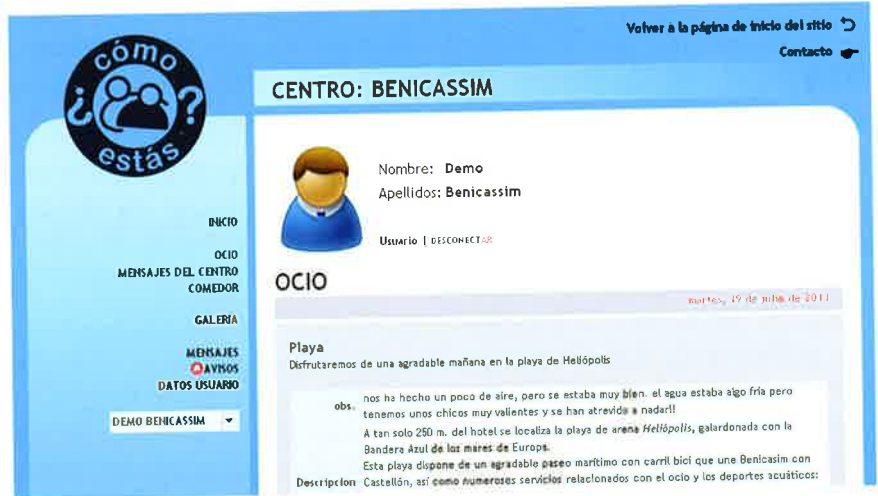 Volver a la página de inicio del sitio
Contacto
¿cómo estás?
CENTRO: BENICASSIM
Nombre: Demo
Apellidos: Benicassim
Usuario | DESCONECTAR
INICIO
OCIO
MENSAJES DEL CENTRO
COMEDOR
GALERIA
MENSAJES
AVISOS
DATOS USUARIO
DEMO BENICASSIM
OCIO
martes, 19 de julio de 2011
Playa
Disfrutaremos de una agradable mañana en la playa de Heliópolis
obs. nos ha hecho un poco de aire, pero se estaba muy bien. el agua estaba algo fría pero
tenemos unos chicos muy valientes y se han atrevido a nadar!!
A tan solo 250 m. del hotel se localiza la playa de arena Heliópolis, galardonada con la
Bandera Azul de los mares de Europa.
Esta playa dispone de un agradable paseo marítimo con carril bici que une Benicasim con
Descripcion Castellón, así como numerosos servicios relacionados con el ocio y los deportes acuáticos: